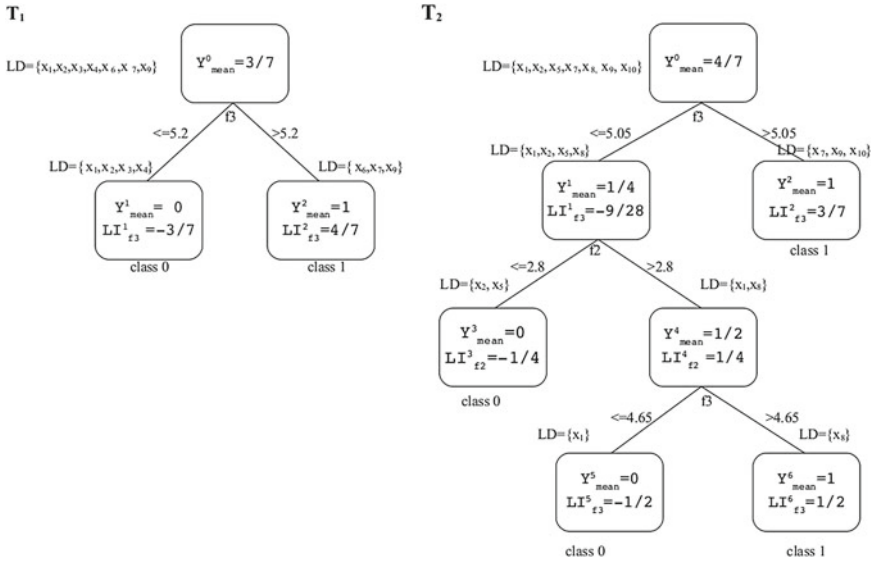 T1
LD={x1,x2,x3,x4,x6,x7,x9}
Y0mean=3/7
f3
<=5.2
>5.2
LD={x1,x2,x3,x4}
LD={x6,x7,x9}
Y1mean= 0
LI1f3=-3/7
class 0
Y2mean=1
LI2f3=4/7
class 1
T2
LD={x1,x2,x5,x7,x8, x9, x10}
Y0mean=4/7
f3
<=5.05
>5.05
LD={x1,x2, x5,x8}
LD={x7, x9, x10}
Y1mean=1/4
LI1f3=-9/28
f2
Y2mean=1
LI2f3=3/7
class 1
<=2.8
>2.8
LD={x2, x5}
LD={x1,x8}
Y3mean=0
LI3f2=-1/4
class 0
Y4mean=1/2
LI4f2=1/4
f3
<=4.65
>4.65
LD={x1}
LD={x8}
Y5mean=0
LI5f3=-1/2
class 0
Y6mean=1
LI6f3=1/2
class 1